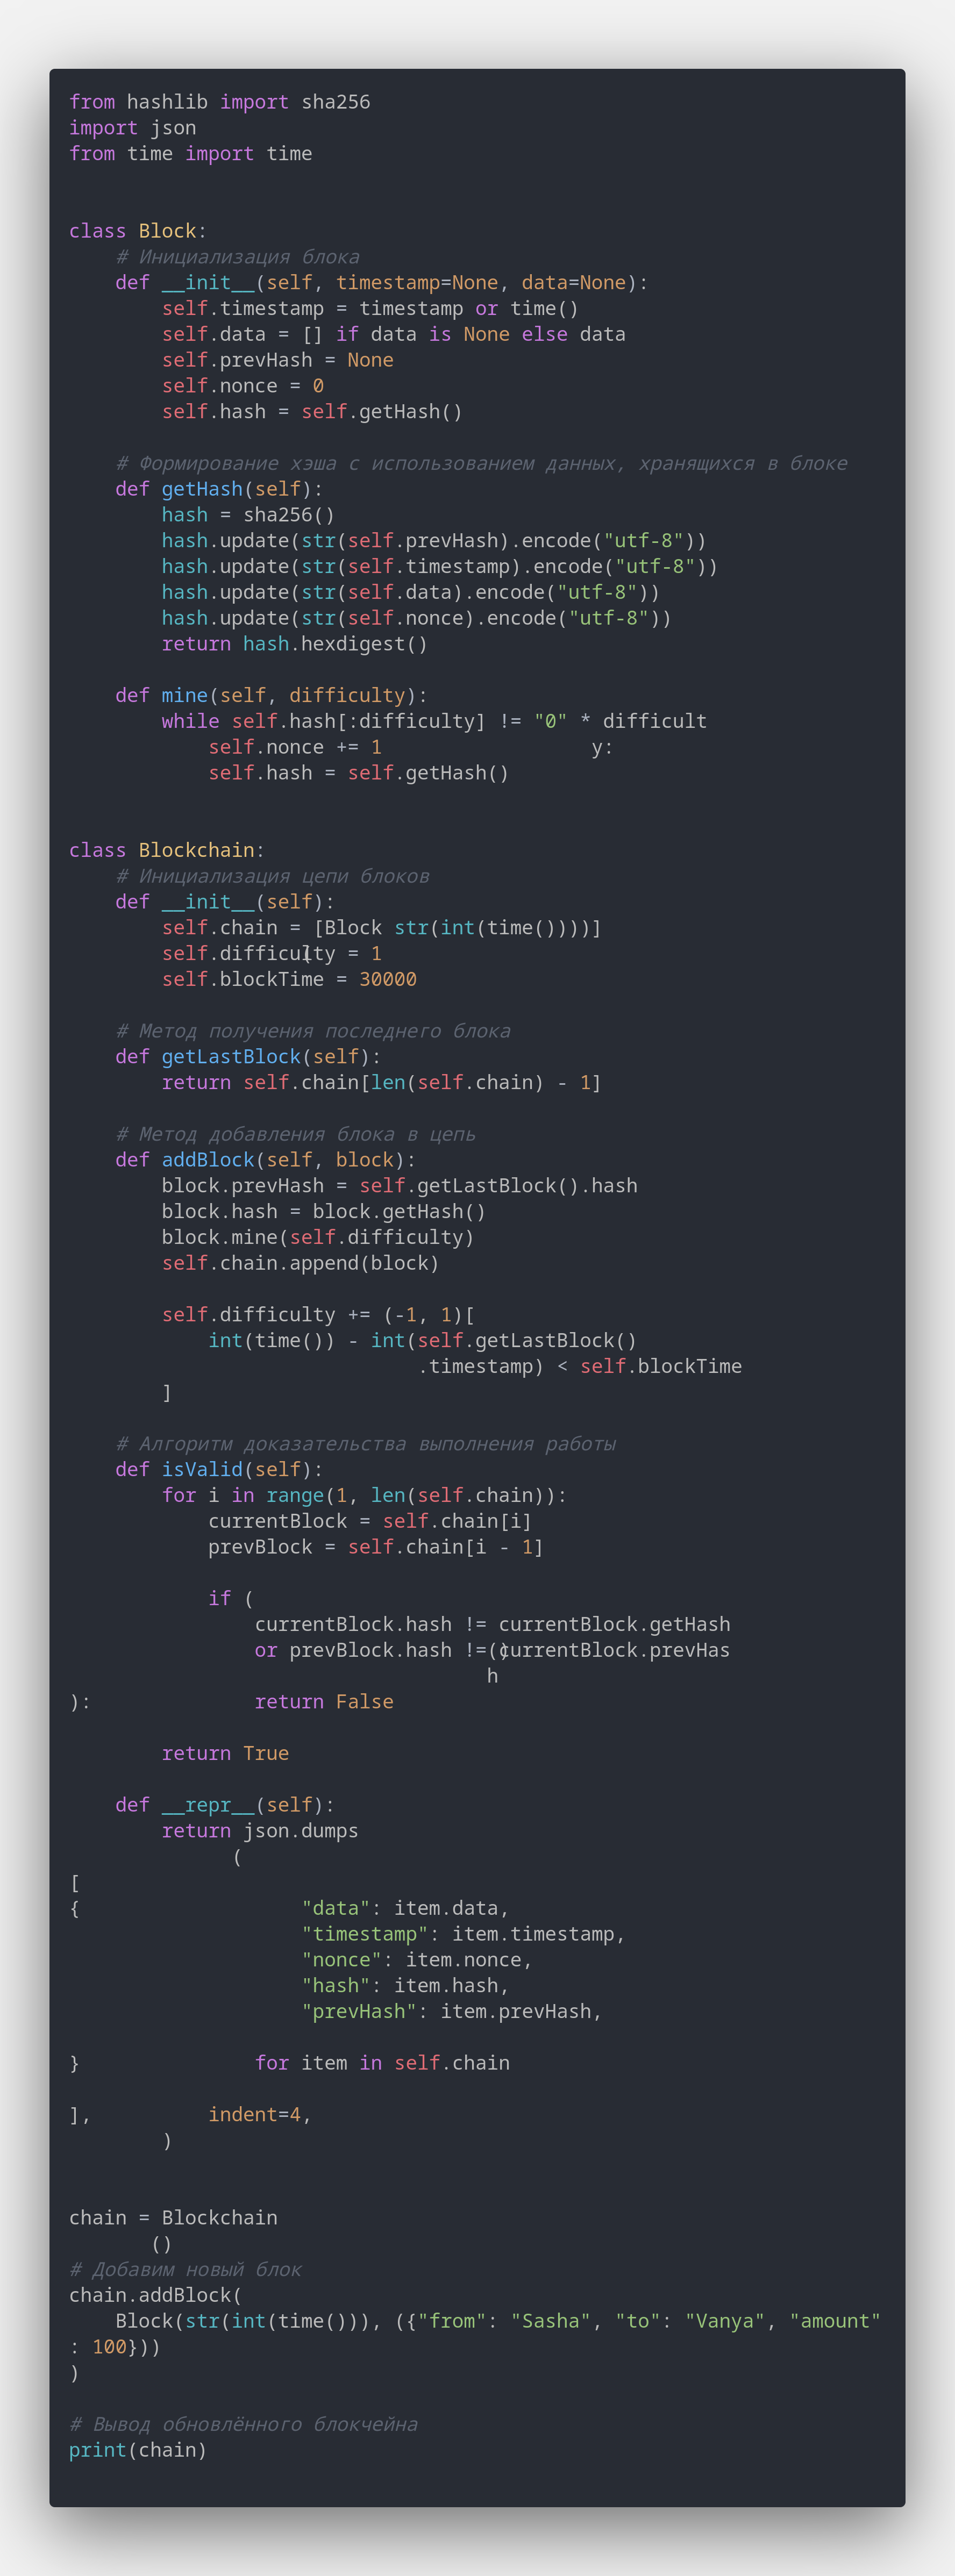 from hashlib import sha256
import json
from time import time


class Block:
    # Инициализация блока
    def __init__(self, timestamp=None, data=None):
        self.timestamp = timestamp or time()
        self.data = [] if data is None else data
        self.prevHash = None
        self.nonce = 0
        self.hash = self.getHash()

    # Формирование хэша с использованием данных, хранящихся в блоке
    def getHash(self):
        hash = sha256()
        hash.update(str(self.prevHash).encode("utf-8"))
        hash.update(str(self.timestamp).encode("utf-8"))
        hash.update(str(self.data).encode("utf-8"))
        hash.update(str(self.nonce).encode("utf-8"))
        return hash.hexdigest()

    def mine(self, difficulty):
        while self.hash[:difficulty] != "0" * difficult
            self.nonce += 1                  y:
            self.hash = self.getHash()


class Blockchain:
    # Инициализация цепи блоков
    def __init__(self):
        self.chain = [Block str(int(time())))]
        self.difficulty = 1
        self.blockTime = 30000

    # Метод получения последнего блока
    def getLastBlock(self):
        return self.chain[len(self.chain) - 1]

    # Метод добавления блока в цепь
    def addBlock(self, block):
        block.prevHash = self.getLastBlock().hash
        block.hash = block.getHash()
        block.mine(self.difficulty)
        self.chain.append(block)

        self.difficulty += (-1, 1)[
            int(time()) - int(self.getLastBlock()
                              .timestamp) < self.blockTime
        ]

    # Алгоритм доказательства выполнения работы
    def isValid(self):
        for i in range(1, len(self.chain)):
            currentBlock = self.chain[i]
            prevBlock = self.chain[i - 1]

            if (
                currentBlock.hash != currentBlock.getHash
                or prevBlock.hash !=()currentBlock.prevHas
                                    h
):              return False

        return True

    def __repr__(self):
        return json.dumps
              (
[
{                   "data": item.data,
                    "timestamp": item.timestamp,
                    "nonce": item.nonce,
                    "hash": item.hash,
                    "prevHash": item.prevHash,

}               for item in self.chain

],          indent=4,
        )


chain = Blockchain
       ()
# Добавим новый блок
chain.addBlock(
    Block(str(int(time())), ({"from": "Sasha", "to": "Vanya", "amount"
: 100}))
)

# Вывод обновлённого блокчейна
print(chain)